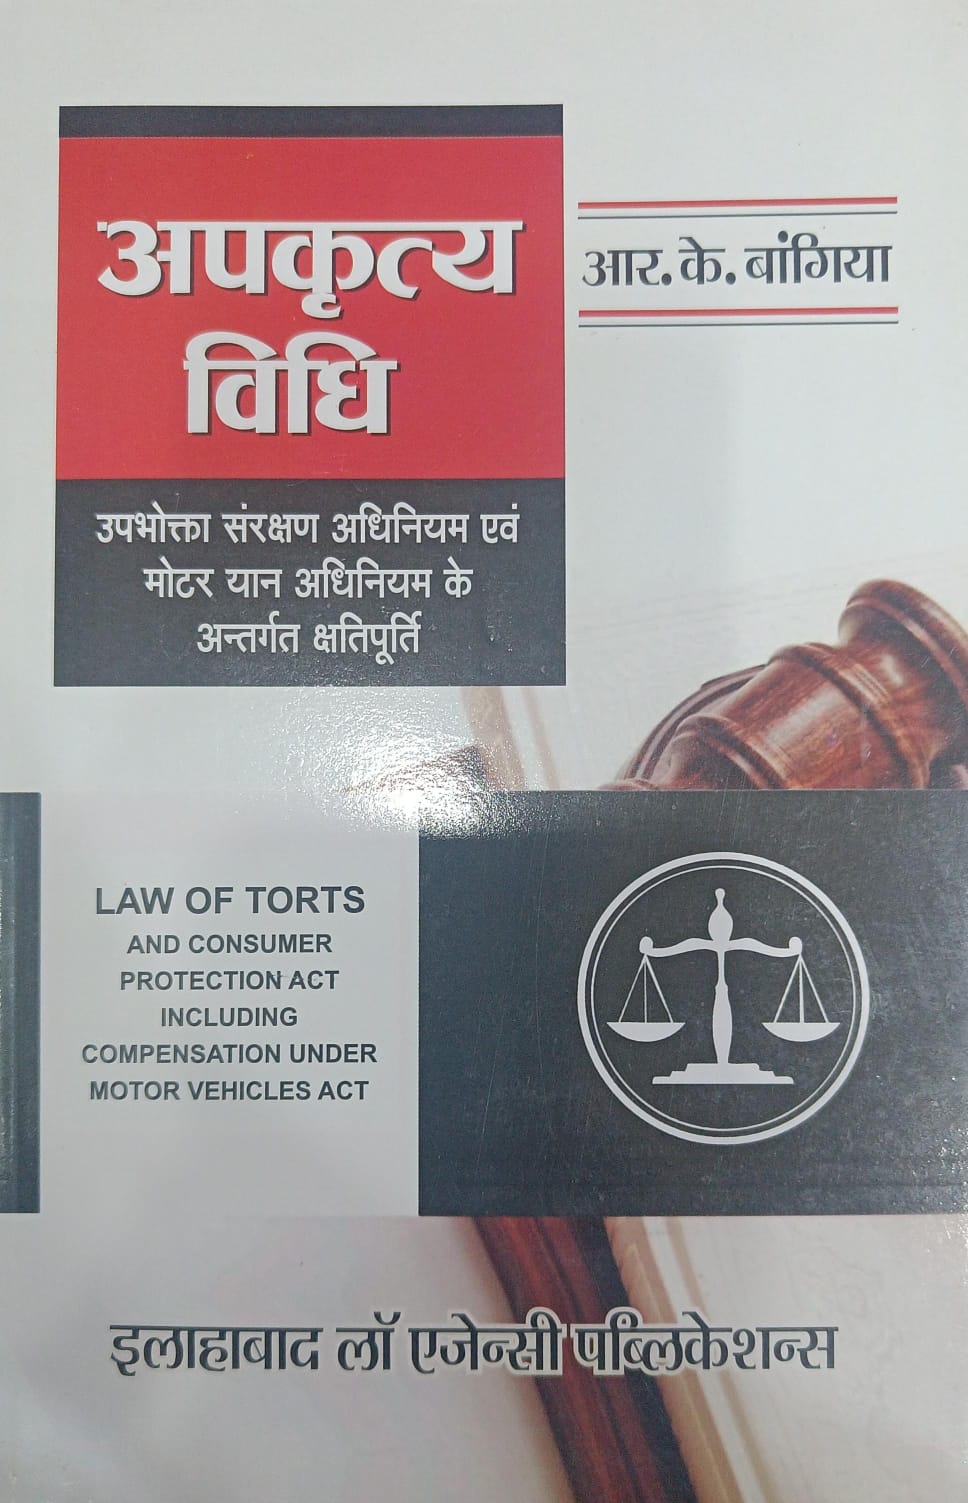 अपकृत्य
विधि
आर. के. बांगिया
उपभोक्ता संरक्षण अधिनियम एवं
मोटर यान अधिनियम के
अन्तर्गत क्षतिपूर्ति
LAW OF TORTS
AND CONSUMER
PROTECTION ACT
INCLUDING
COMPENSATION UNDER
MOTOR VEHICLES ACT
इलाहाबाद लॉ एजेन्सी पब्लिकेशन्स